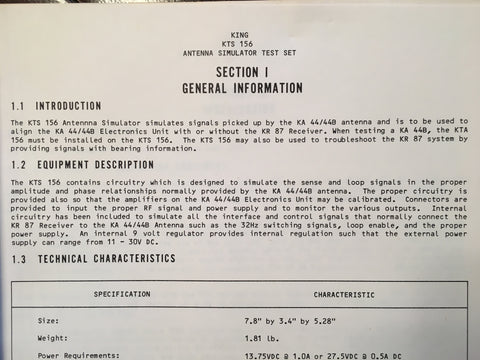 KING
KTS 156
ANTENNA SIMULATOR TEST SET
SECTION I
GENERAL INFORMATION
1.1 INTRODUCTION
The KTS 156 Antennna Simulator simulates signals picked up by the KA 44/44B antenna and is to be used to
align the KA 44/44B Electronics Unit with or without the KR 87 Receiver. When testing a KA 44B, the KTA
156 must be installed on the KTS 156. The KTS 156 may also be used to troubleshoot the KR 87 system by
providing signals with bearing information.
1.2 EQUIPMENT DESCRIPTION
The KTS 156 contains circuitry which is designed to simulate the sense and loop signals in the proper
amplitude and phase relationships normally provided by the KA 44/44B antenna. The proper circuitry is
provided also so that the amplifiers on the KA 44/44B Electronics Unit may be calibrated. Connectors are
provided to input the proper RF signal and power supply and to monitor the various outputs. Internal
circuitry has been included to simulate all the interface and control signals that normally connect the
KR 87 Receiver to the KA 44/44B Antenna such as the 32Hz switching signals, loop enable, and the proper
power supply. An internal 9 volt regulator provides internal regulation such that the external power
supply can range from 11 - 30V DC.
1.3 TECHNICAL CHARACTERISTICS
SPECIFICATION CHARACTERISTIC
Size: 7.8" by 3.4" by 5.28"
Weight: 1.81 lb.
Power Requirements: 13.75VDC @ 1.0A or 27.5VDC @ 0.5A DC